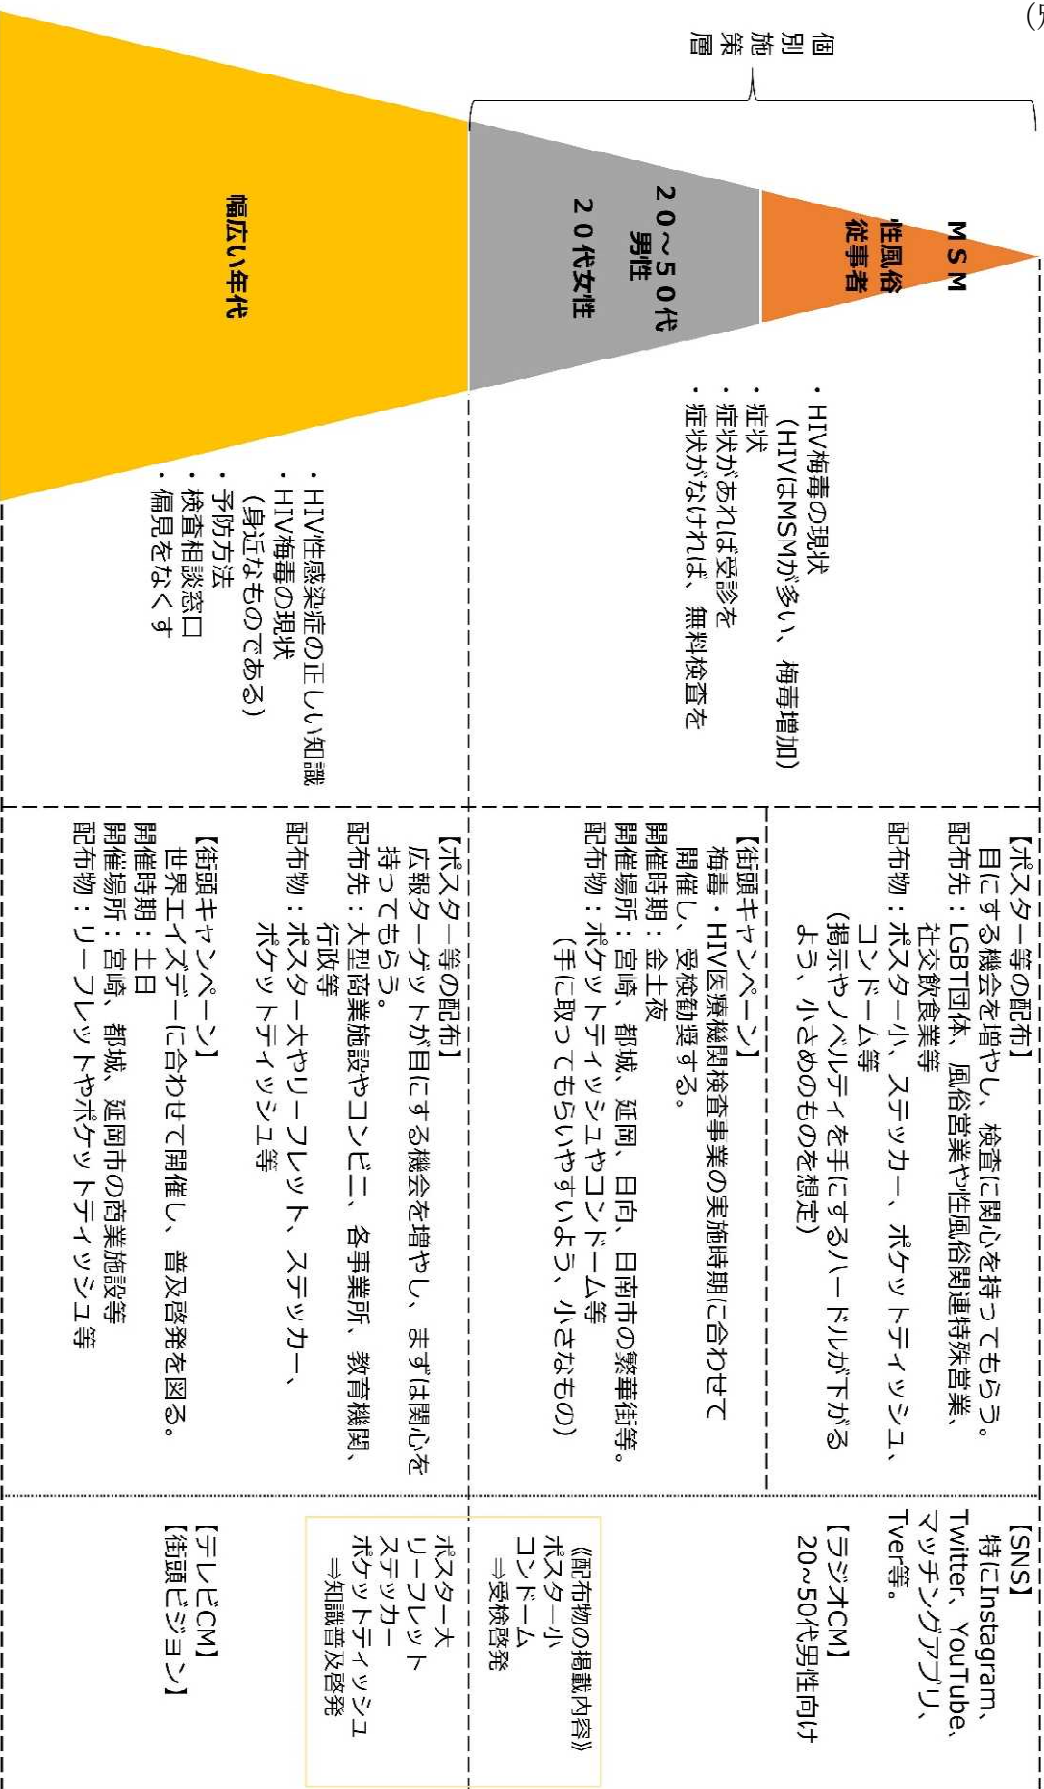 （別
個別施策層
MSM
性風俗
従事者
２０～５０代
男性
２０代女性
幅広い年代
・HIV梅毒の現状
（HIVはMSMが多い、梅毒増加）
・症状
・症状があれば受診を
・症状がなければ、無料検査を
・HIV性感染症の正しい知識
・HIV梅毒の現状
（身近なものである）
・予防方法
・検査相談窓口
・偏見をなくす
【ポスター等の配布】
目にする機会を増やし、検査に関心を持ってもらう。
配布先：LGBT団体、風俗営業や性風俗関連特殊営業、
社交飲食業等
配布物：ポスター小、ステッカー、ポケットティッシュ、
コンドーム等
（掲示やノベルティを手にするハードルが下がる
よう、小さめのものを想定）
【街頭キャンペーン】
梅毒・HIV医療機関検査事業の実施時期に合わせて
開催し、受検勧奨する。
開催時期：金土夜
開催場所：宮崎、都城、延岡、日向、日南市の繁華街等。
配布物：ポケットティッシュやコンドーム等
（手に取ってもらいやすいよう、小さなもの）
【ポスター等の配布】
広報ターゲットが目にする機会を増やし、まずは関心を
持ってもらう。
配布先：大型商業施設やコンビニ、各事業所、教育機関、
行政等
配布物：ポスター大やリーフレット、ステッカー、
ポケットティッシュ等
【街頭キャンペーン】
世界エイズデーに合わせて開催し、普及啓発を図る。
開催時期：土日
開催場所：宮崎、都城、延岡市の商業施設等
配布物：リーフレットやポケットティッシュ等
【SNS】
特にInstagram、
Twitter、YouTube、
マッチングアプリ、
Tver等。
【ラジオCM】
20~50代男性向け
《配布物の掲載内容》
ポスター小
コンドーム
⇒受検啓発
ポスター大
リーフレット
ステッカー
ポケットティッシュ
⇒知識普及啓発
【テレビCM】
【街頭ビジョン】